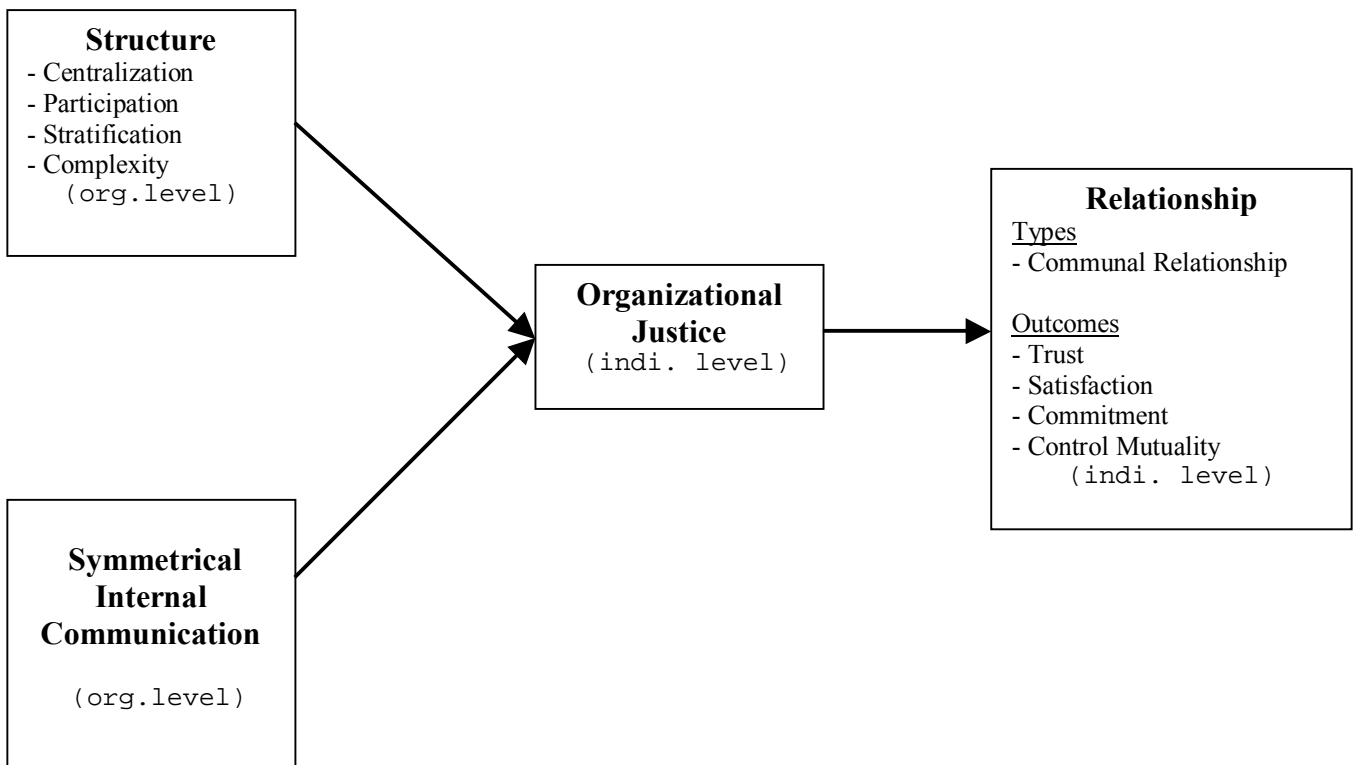 Structure
- Centralization
- Participation
- Stratification
- Complexity
(org.level)
Symmetrical
Internal
Communication
(org.level)
Organizational
Justice
(indi. level)
Relationship
Types
- Communal Relationship
Outcomes
- Trust
- Satisfaction
- Commitment
- Control Mutuality
(indi. level)